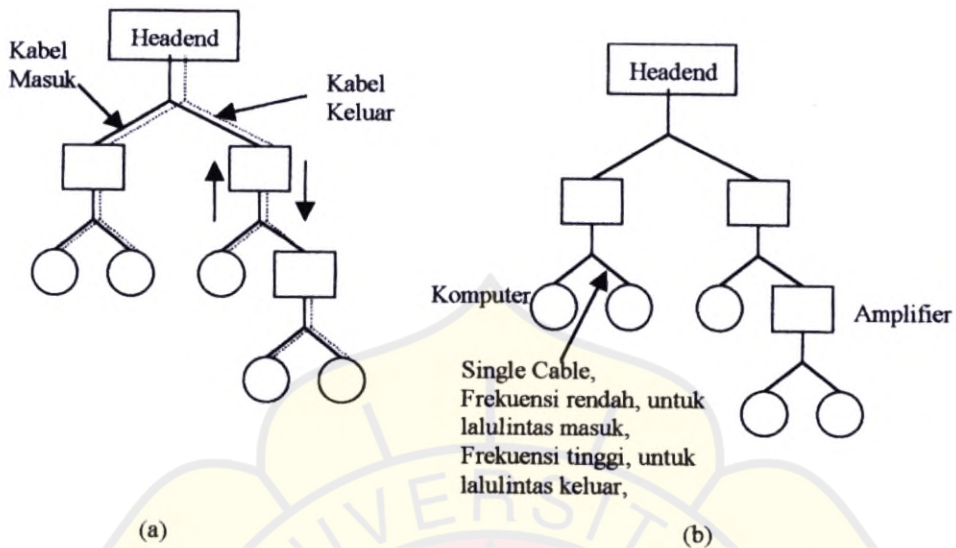 Headend
Kabel
Masuk
Kabel
Keluar
Headend
Komputer
Amplifier
Single Cable,
Frekuensi rendah, untuk
lalulintas masuk,
Frekuensi tinggi, untuk
lalulintas keluar,
UNIVERSIT
(a)
(b)